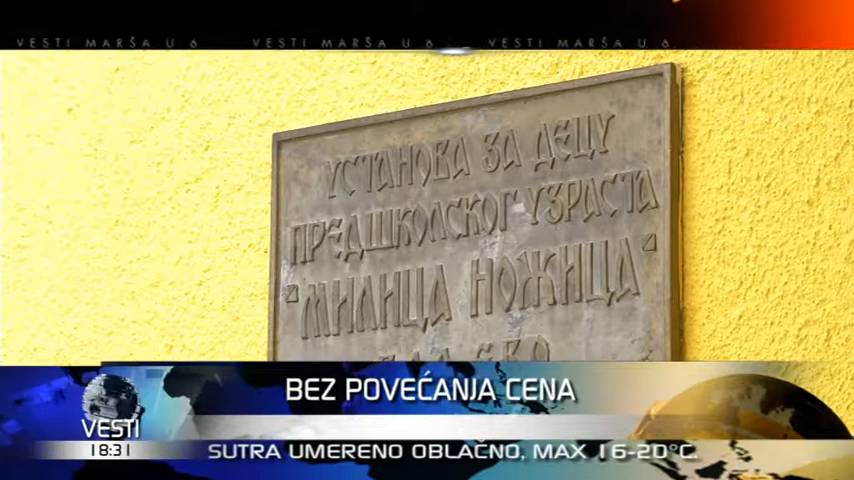 VESTI MARŠA U 6 VESTI MARŠA U 6 VESTI MARŠA U 6
УСТАНОВА ЗА ДЕЦУ
ПРЕДШКОЛСКОГ УЗРАСТА
"МИЛИЦА НОЖИЦА"
BEZ POVEĆANJA CENA
VESTI
18:31
SUTRA UMERENO OBLAČNO, MAX 16-20°C.